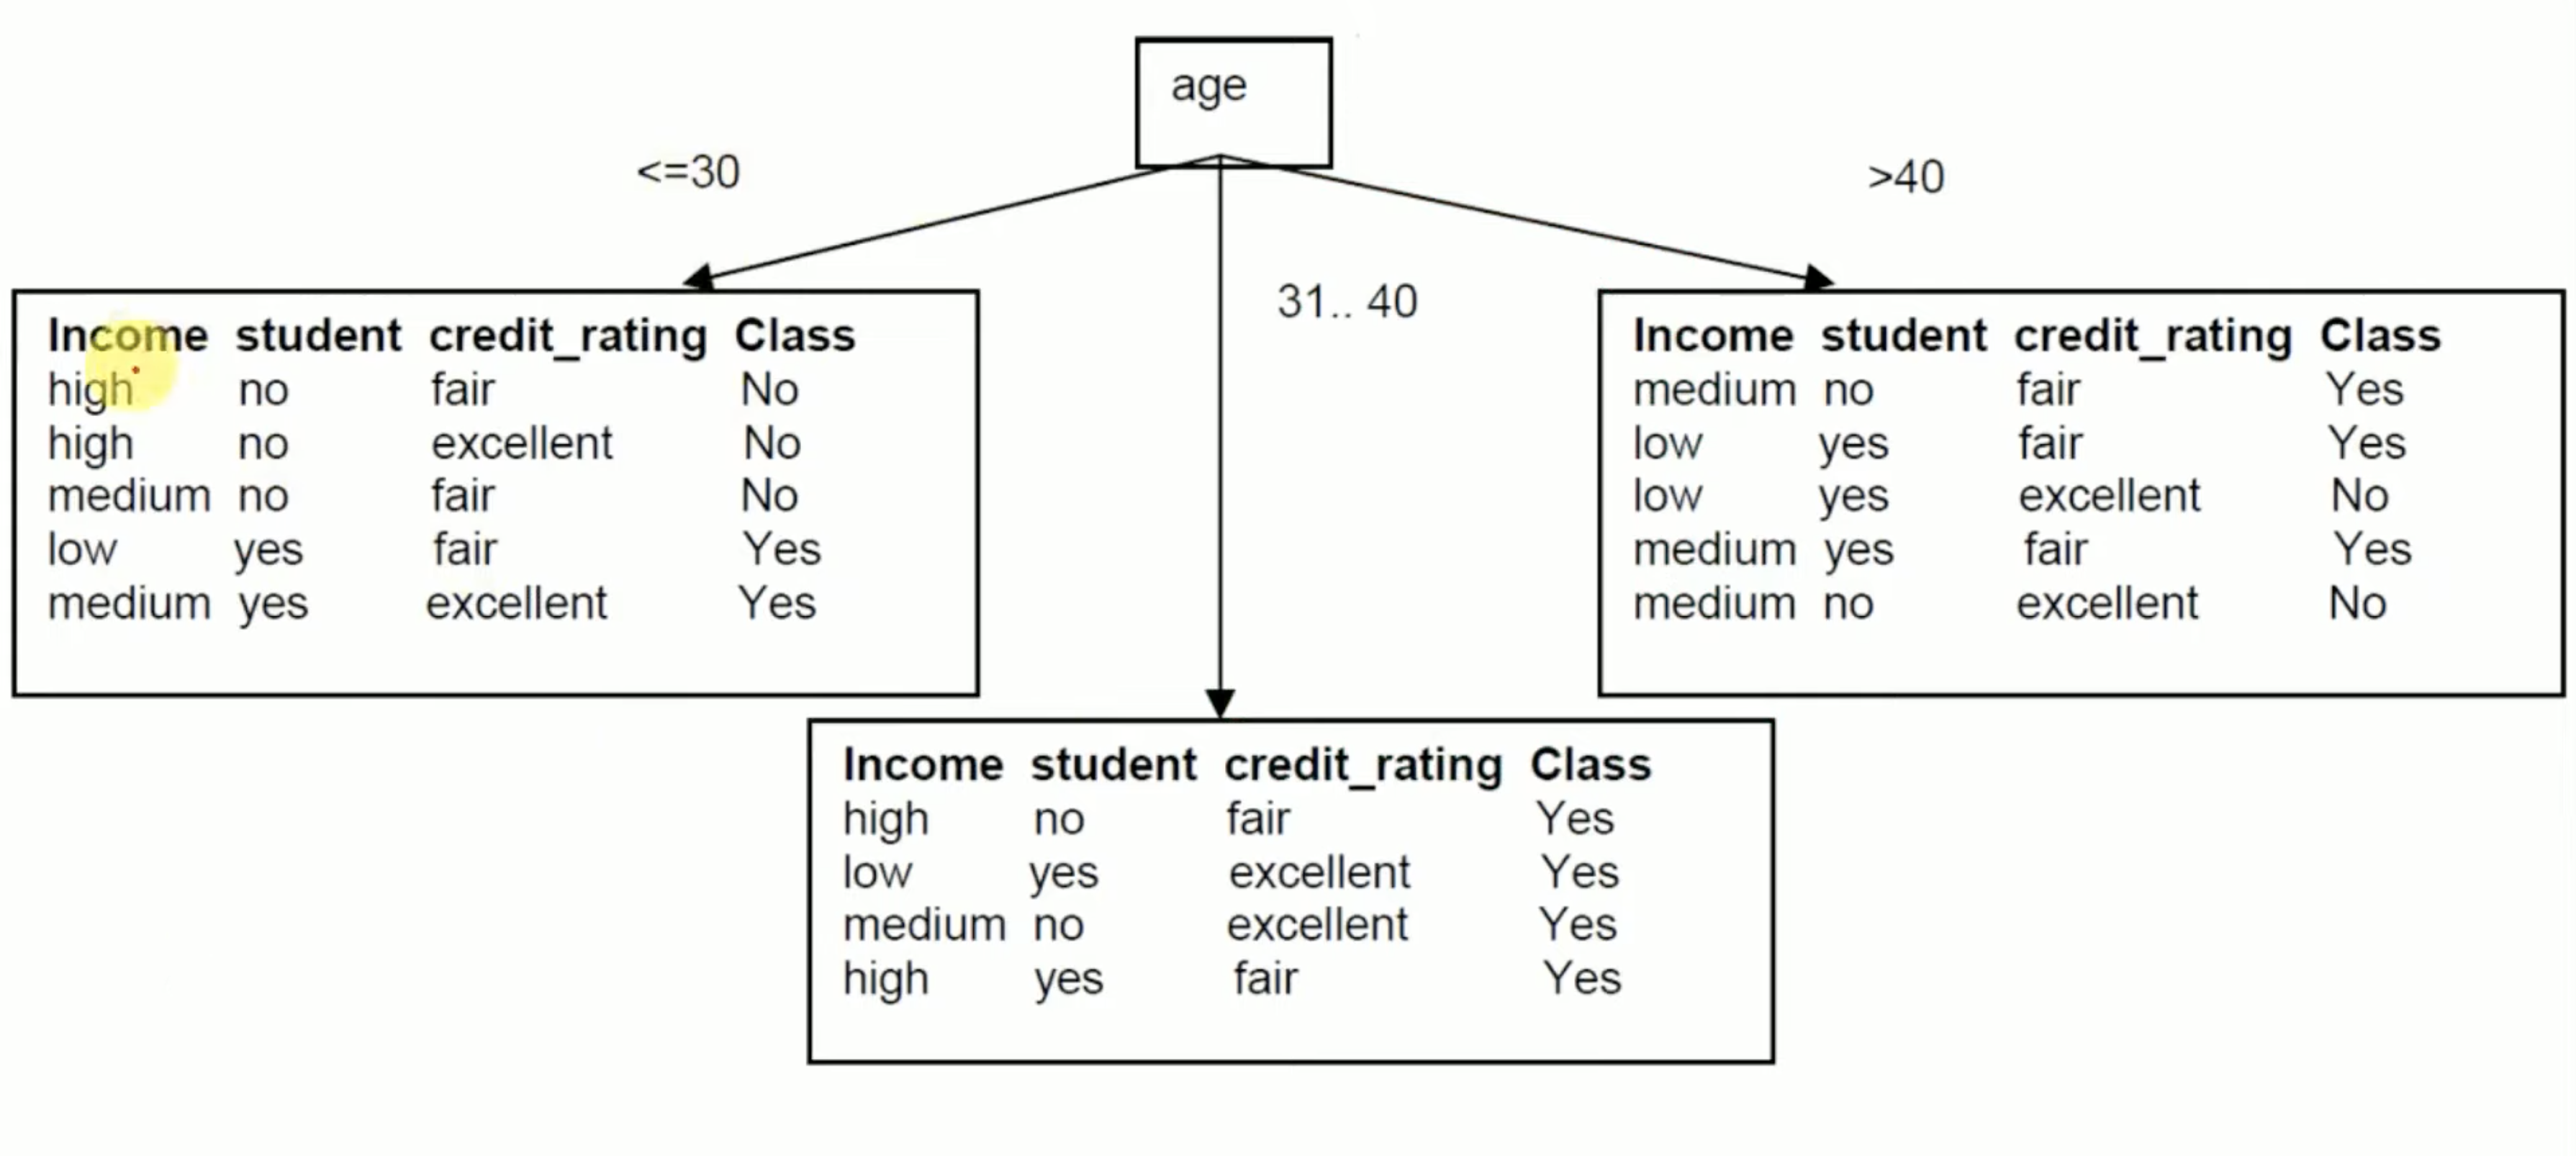 age
<=30
>40
31.. 40
Income student credit_rating Class
high no fair No
high no excellent No
medium no fair No
low yes fair Yes
medium yes excellent Yes
Income student credit_rating Class
medium no fair Yes
low yes fair Yes
low yes excellent No
medium yes fair Yes
medium no excellent No
Income student credit_rating Class
high no fair Yes
low yes excellent Yes
medium no excellent Yes
high yes fair Yes